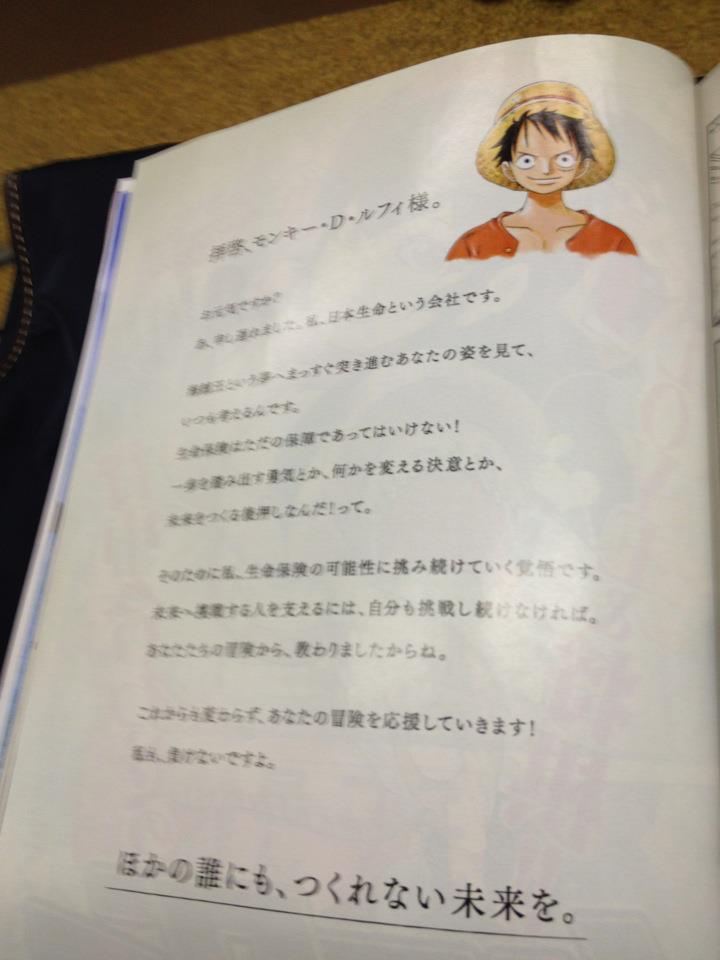 拝啓、モンキー・D・ルフィ様。
お元気ですか?
あ、申し遅れました。私、日本生命という会社です。
海賊王という夢へまっすぐ突き進むあなたの姿を見て、
いつも考えるんです。
生命保険はただの保障であってはいけない!
一歩を踏み出す勇気とか、何かを変える決意とか、
未来をつくる後押しなんだ!って。
そのために私、生命保険の可能性に挑み続けていく覚悟です。
未来へ挑戦する人を支えるには、自分も挑戦し続けなければ。
あなたたちの冒険から、教わりましたからね。
これからも変わらず、あなたの冒険を応援していきます!
私も、負けないですよ。
ほかの誰にも、つくれない未来を。